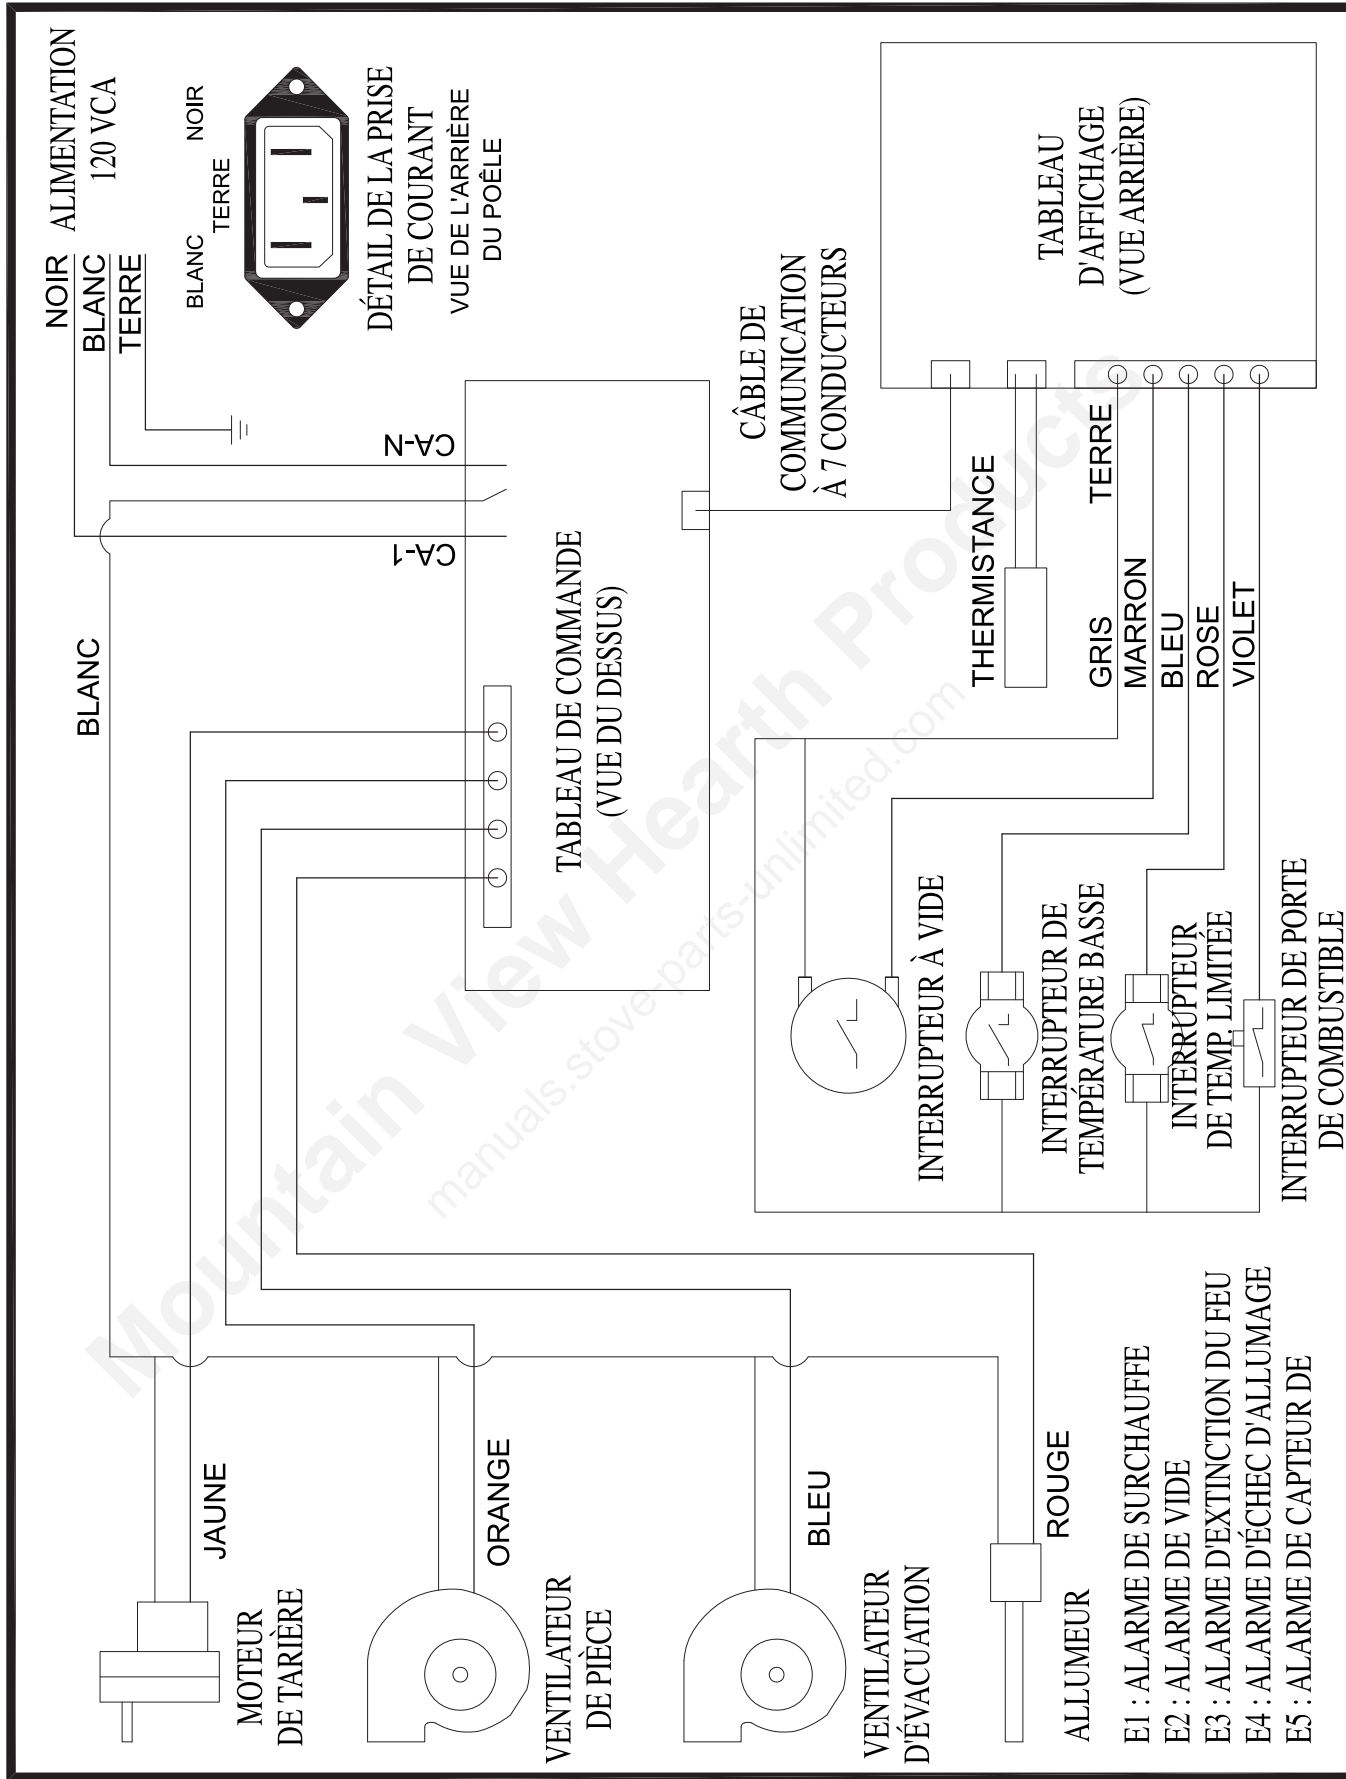 MOTEUR
DE TARIÈRE
JAUNE
VENTILATEUR
DE PIÈCE
ORANGE
VENTILATEUR
D'ÉVACUATION
BLEU
ALLUMEUR
ROUGE
E1 : ALARME DE SURCHAUFFE
E2 : ALARME DE VIDE
E3 : ALARME D'EXTINCTION DU FEU
E4 : ALARME D'ÉCHEC D'ALLUMAGE
E5 : ALARME DE CAPTEUR DE
BLANC
NOIR
BLANC
TERRE
ALIMENTATION
120 VCA
BLANC
TERRE
NOIR
DÉTAIL DE LA PRISE
DE COURANT
VUE DE L'ARRIÈRE
DU POÊLE
CA-N
CA-1
TABLEAU DE COMMANDE
(VUE DU DESSUS)
CÂBLE DE
COMMUNICATION
À 7 CONDUCTEURS
TABLEAU
D'AFFICHAGE
(VUE ARRIÈRE)
THERMISTANCE
GRIS
TERRE
MARRON
BLEU
ROSE
VIOLET
INTERRUPTEUR À VIDE
INTERRUPTEUR DE
TEMPÉRATURE BASSE
INTERRUPTEUR
DE TEMP. LIMITÉE
INTERRUPTEUR DE PORTE
DE COMBUSTIBLE
Mountain View Hearth Products
manuals.stove-parts-unlimited.com